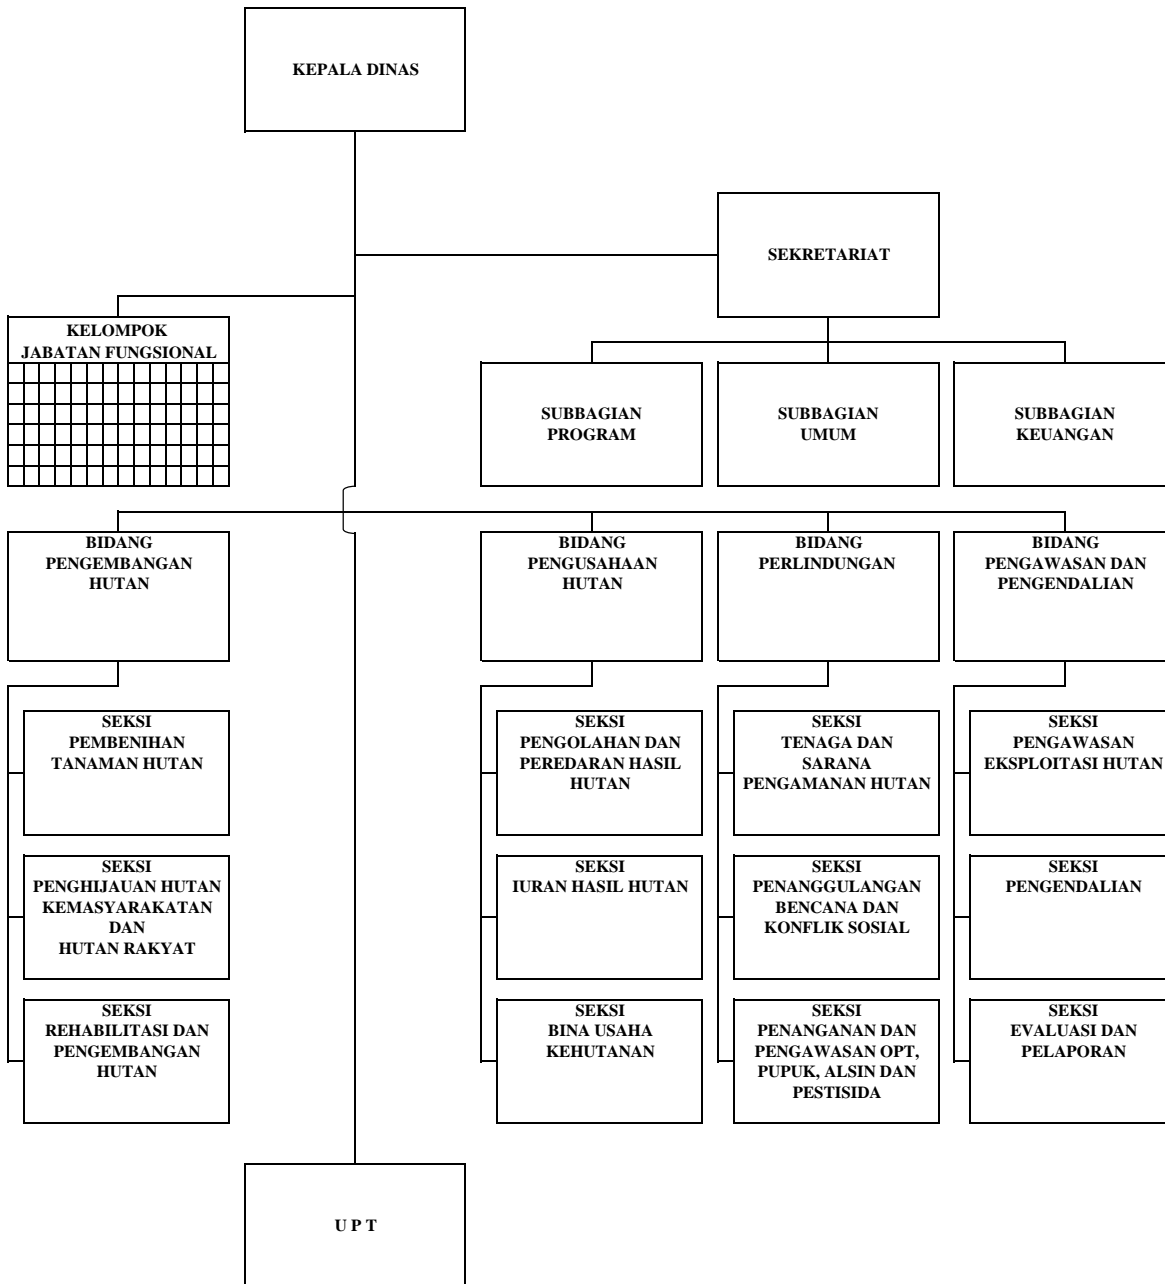 KEPALA DINAS
SEKRETARIAT
KELOMPOK
JABATAN FUNGSIONAL
SUBBAGIAN
PROGRAM
SUBBAGIAN
UMUM
SUBBAGIAN
KEUANGAN
BIDANG
PENGEMBANGAN
HUTAN
BIDANG
PENGUSAHAAN
HUTAN
BIDANG
PERLINDUNGAN
BIDANG
PENGAWASAN DAN
PENGENDALIAN
SEKSI
PEMBENIHAN
TANAMAN HUTAN
SEKSI
PENGOLAHAN DAN
PEREDARAN HASIL
HUTAN
SEKSI
TENAGA DAN
SARANA
PENGAMANAN HUTAN
SEKSI
PENGAWASAN
EKSPLOITASI HUTAN
SEKSI
PENGHIJAUAN HUTAN
KEMASYARAKATAN
DAN
HUTAN RAKYAT
SEKSI
IURAN HASIL HUTAN
SEKSI
PENANGGULANGAN
BENCANA DAN
KONFLIK SOSIAL
SEKSI
PENGENDALIAN
SEKSI
REHABILITASI DAN
PENGEMBANGAN
HUTAN
SEKSI
BINA USAHA
KEHUTANAN
SEKSI
PENANGANAN DAN
PENGAWASAN OPT,
PUPUK, ALSIN DAN
PESTISIDA
SEKSI
EVALUASI DAN
PELAPORAN
U P T